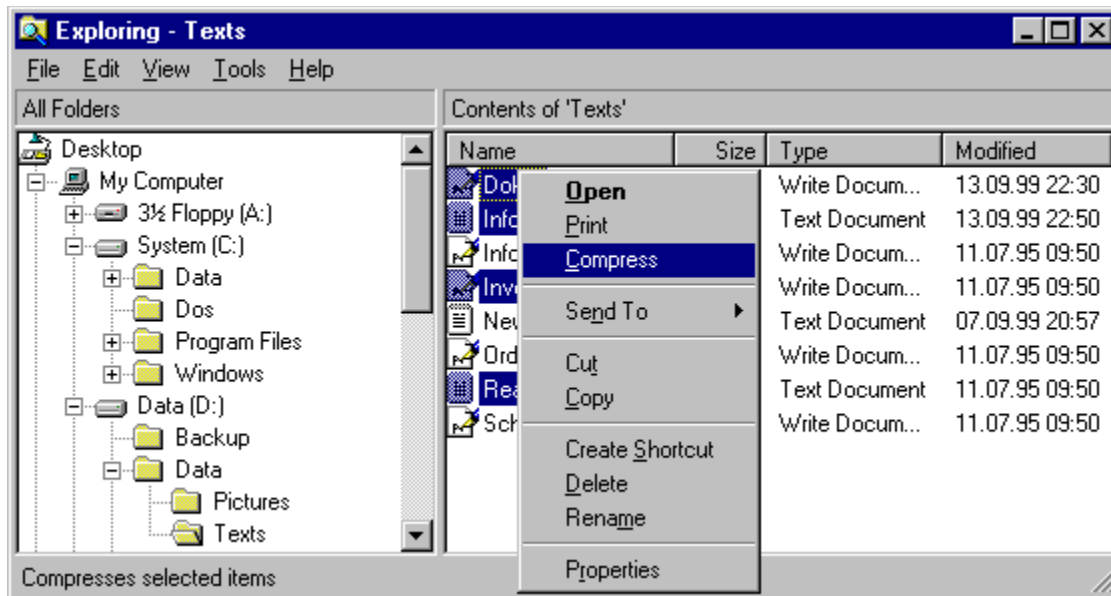 Exploring - Texts
File Edit View Tools Help
All Folders
Contents of 'Texts'
Desktop
My Computer
3½ Floppy (A:)
System (C:)
Data
Dos
Program Files
Windows
Data (D:)
Backup
Data
Pictures
Texts
Name Size Type Modified
Write Docum... 13.09.99 22:30
Text Document 13.09.99 22:50
Write Docum... 11.07.95 09:50
Write Docum... 11.07.95 09:50
Text Document 07.09.99 20:57
Write Docum... 11.07.95 09:50
Text Document 11.07.95 09:50
Write Docum... 11.07.95 09:50
Open
Print
Compress
Send To
Cut
Copy
Create Shortcut
Delete
Rename
Properties
Compresses selected items